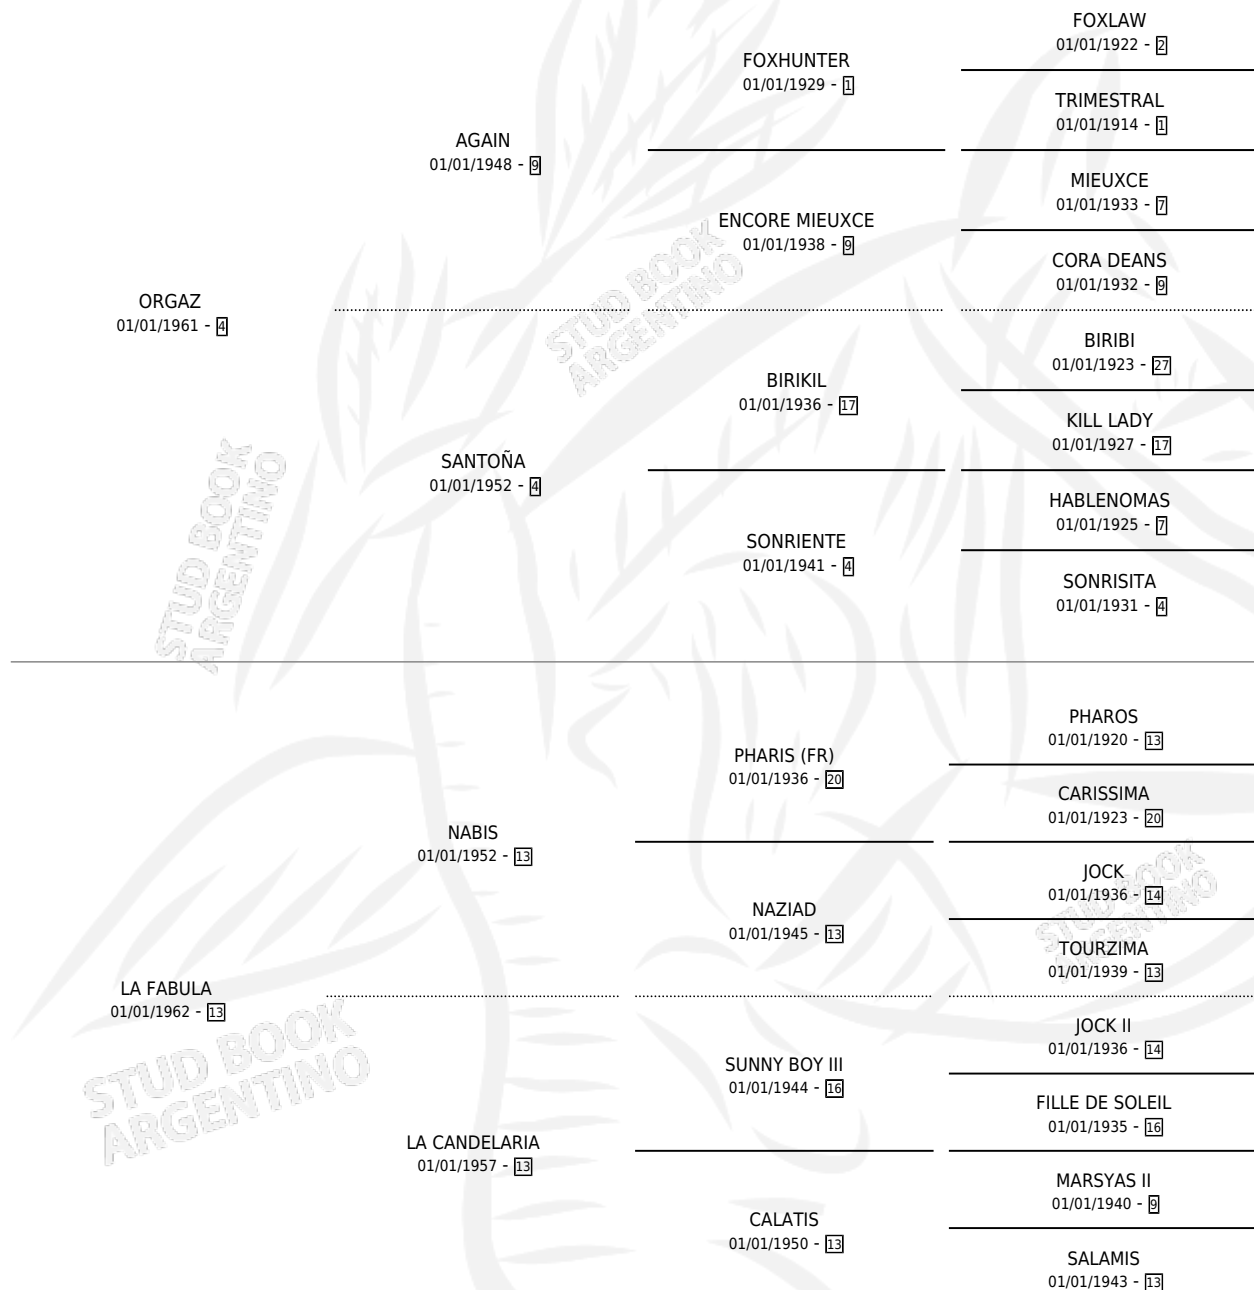 FOXLAW
01/01/1922 - 2
FOXHUNTER
01/01/1929 - 1
TRIMESTRAL
01/01/1914 - 1
AGAIN
01/01/1948 - 9
MIEUXCE
01/01/1933 - 7
ENCORE MIEUXCE
01/01/1938 - 9
CORA DEANS
01/01/1932 - 9
ORGAZ
01/01/1961 - 4
BIRIBI
01/01/1923 - 27
BIRIKIL
01/01/1936 - 17
KILL LADY
01/01/1927 - 17
SANTOÑA
01/01/1952 - 4
HABLENOMAS
01/01/1925 - 7
SONRIENTE
01/01/1941 - 4
SONRISITA
01/01/1931 - 4
PHAROS
01/01/1920 - 13
PHARIS (FR)
01/01/1936 - 20
CARISSIMA
01/01/1923 - 20
NABIS
01/01/1952 - 13
JOCK
01/01/1936 - 14
NAZIAD
01/01/1945 - 13
TOURZIMA
01/01/1939 - 13
LA FABULA
01/01/1962 - 13
JOCK II
01/01/1936 - 14
SUNNY BOY III
01/01/1944 - 16
FILLE DE SOLEIL
01/01/1935 - 16
LA CANDELARIA
01/01/1957 - 13
MARSYAS II
01/01/1940 - 9
CALATIS
01/01/1950 - 13
SALAMIS
01/01/1943 - 13
STUD BOOK
ARGENTINO
STUD BOOK
ARGENTINO
STUD BOOK
ARGENTINO
STUD BOOK
ARGENTINO